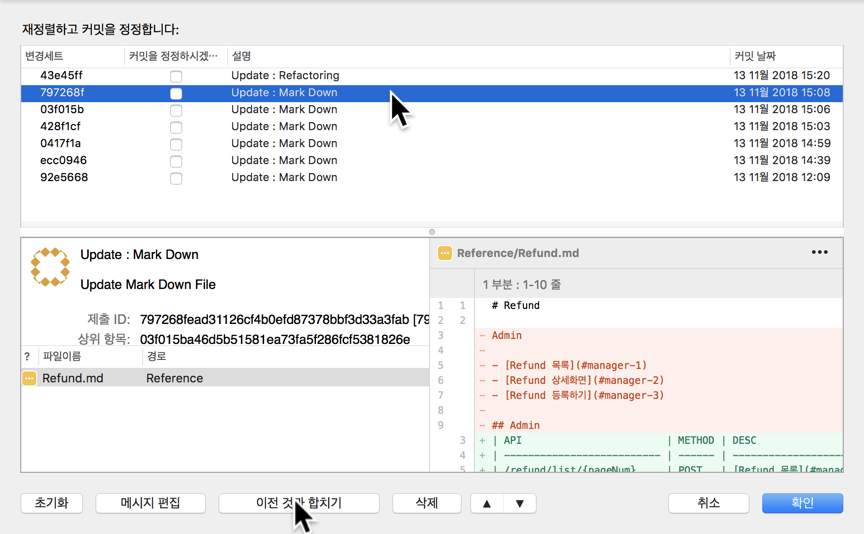 재정렬하고 커밋을 정정합니다:
변경세트 커밋을 정정하시겠··· 설명 커밋 날짜
43e45ff Update : Refactoring 13 11월 2018 15:20
797268f Update : Mark Down 13 11월 2018 15:08
03f015b Update : Mark Down 13 11월 2018 15:06
428f1cf Update : Mark Down 13 11월 2018 15:03
0417f1a Update : Mark Down 13 11월 2018 14:59
ecc0946 Update : Mark Down 13 11월 2018 14:39
92e5668 Update : Mark Down 13 11월 2018 12:09
Update : Mark Down
Update Mark Down File
제출 ID: 797268fead31126cf4b0efd87378bbf3d33a3fab [79
상위 항목: 03f015ba46d5b51581ea73fa5f286fcf5381826e
? 파일이름 경로
Refund.md Reference
Reference/Refund.md
1 부분 : 1-10 줄
1 1 # Refund
2 2
3 - Admin
4 -
5 - - [Refund 목록](#manager-1)
6 - - [Refund 상세화면](#manager-2)
7 - - [Refund 등록하기](#manager-3)
8 -
9 - ## Admin
3 + | API | METHOD | DESC
4 + | -------------------------- | ------ | --------------------
5 + | /refund/list/{pageNum} | POST | [Refund 목록](#mana
초기화 메시지 편집 이전 것과 합치기 삭제 ▲ ▼ 취소 확인